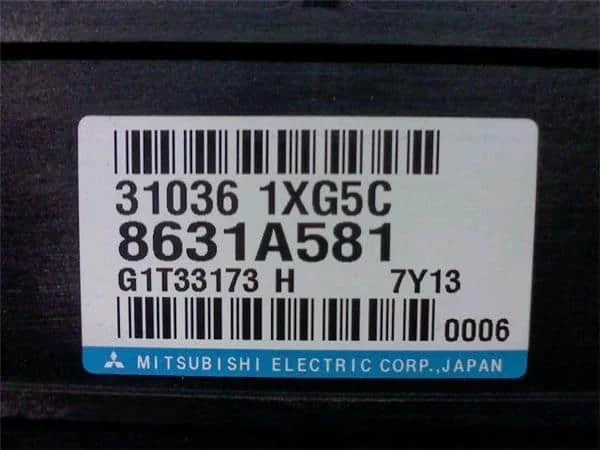 31036 1XG5C
8631A581
G1T33173 H 7Y13
0006
MITSUBISHI ELECTRIC CORP.,JAPAN